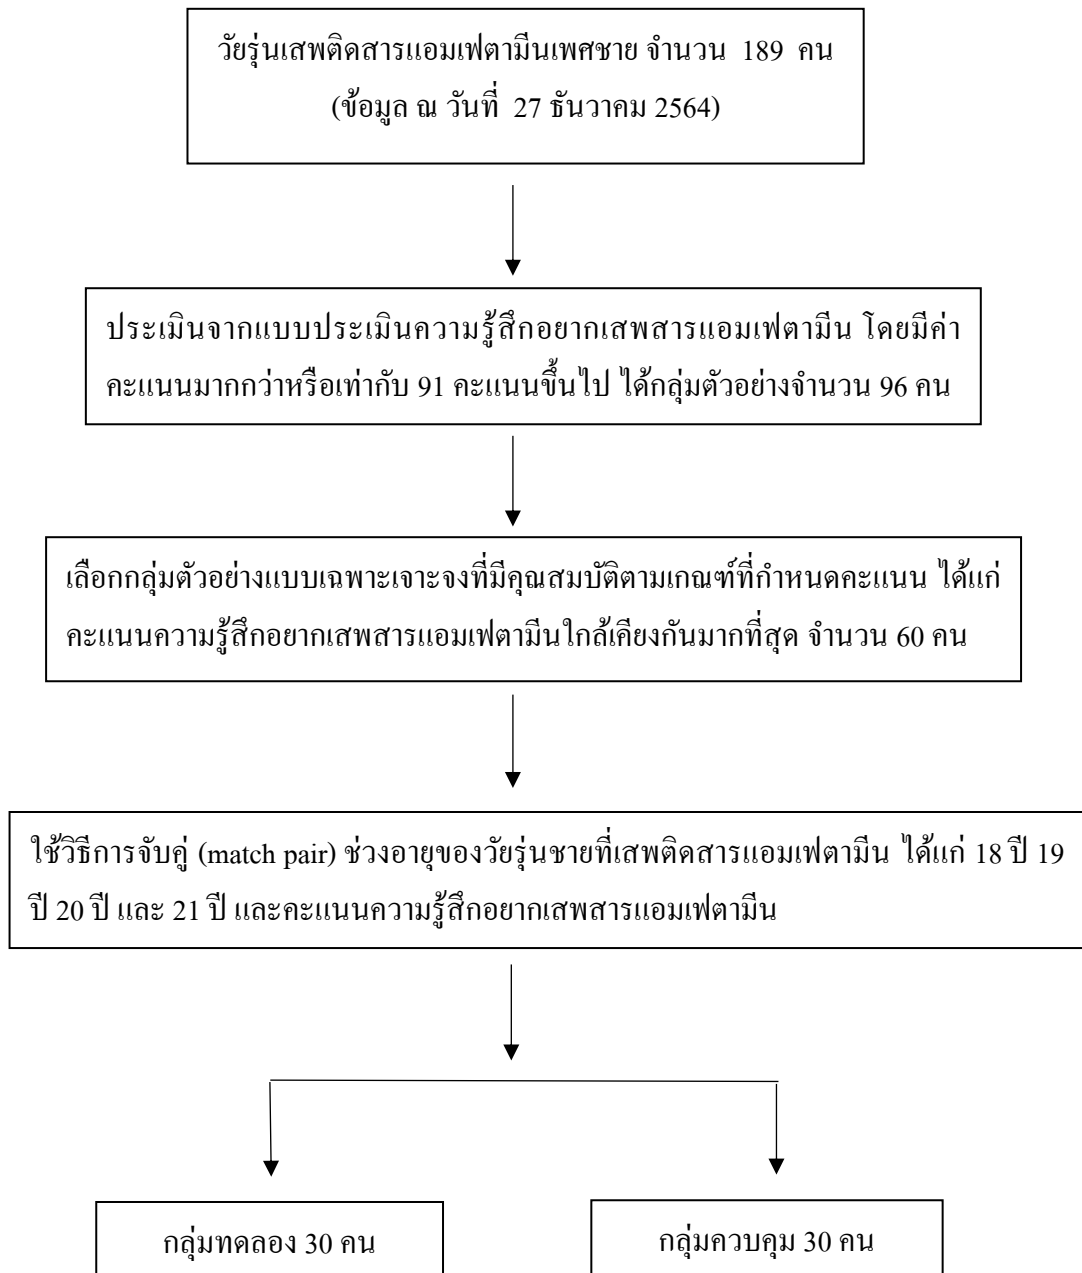 วัยรุ่นเสพติดสารแอมเฟตามีนเพศชาย จำนวน 189 คน
(ข้อมูล ณ วันที่ 27 ธันวาคม 2564)
ประเมินจากแบบประเมินความรู้สึกอยากเสพสารแอมเฟตามีน โดยมีค่า
คะแนนมากกว่าหรือเท่ากับ 91 คะแนนขึ้นไป ได้กลุ่มตัวอย่างจำนวน 96 คน
เลือกกลุ่มตัวอย่างแบบเฉพาะเจาะจงที่มีคุณสมบัติตามเกณฑ์ที่กำหนดคะแนน ได้แก่
คะแนนความรู้สึกอยากเสพสารแอมเฟตามีนใกล้เคียงกันมากที่สุด จำนวน 60 คน
ใช้วิธีการจับคู่ (match pair) ช่วงอายุของวัยรุ่นชายที่เสพติดสารแอมเฟตามีน ได้แก่ 18 ปี 19
ปี 20 ปี และ 21 ปี และคะแนนความรู้สึกอยากเสพสารแอมเฟตามีน
กลุ่มทดลอง 30 คน
กลุ่มควบคุม 30 คน